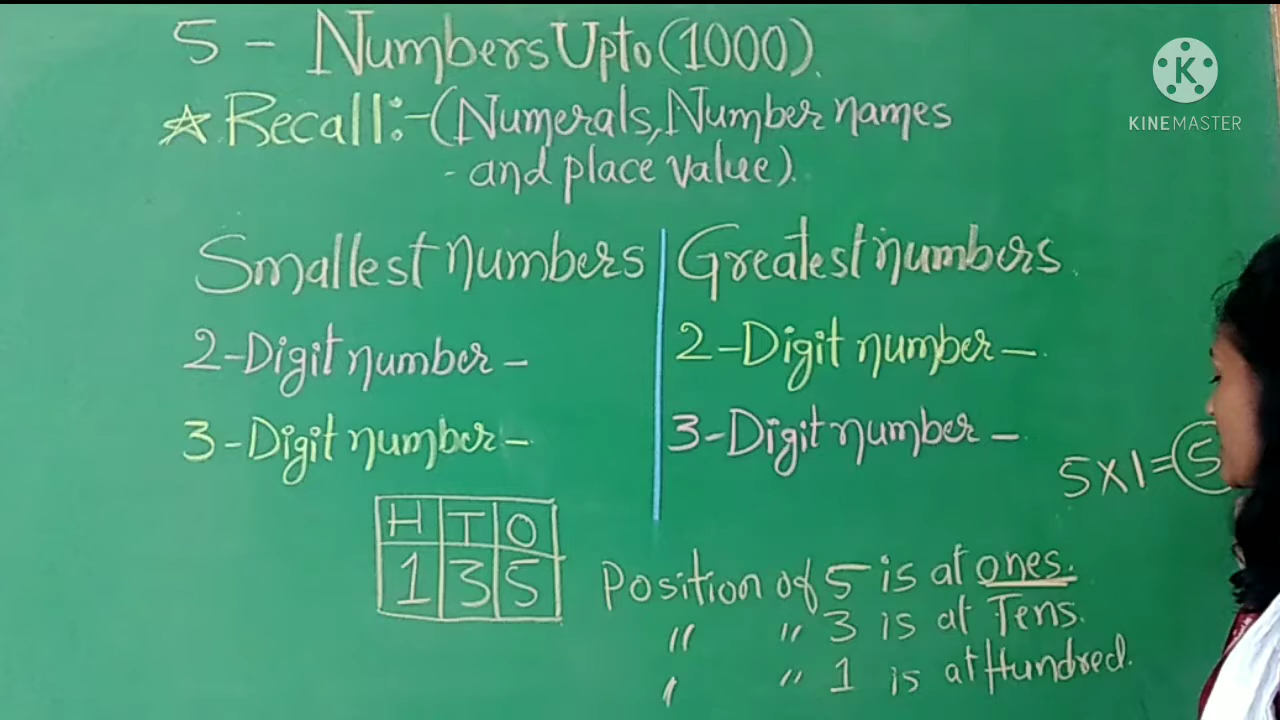 5 - Numbers Upto (1000).
K
KINEMASTER
☆ Recall:- (Numerals, Number names
- and place value).
Smallest numbers
2-Digit number -
3-Digit number -
Greatest numbers
2-Digit number -
3-Digit number -
5×1=5
H T O
1 3 5
Position of 5 is at ones.
" " 3 is at Tens.
" " 1 is at Hundred.